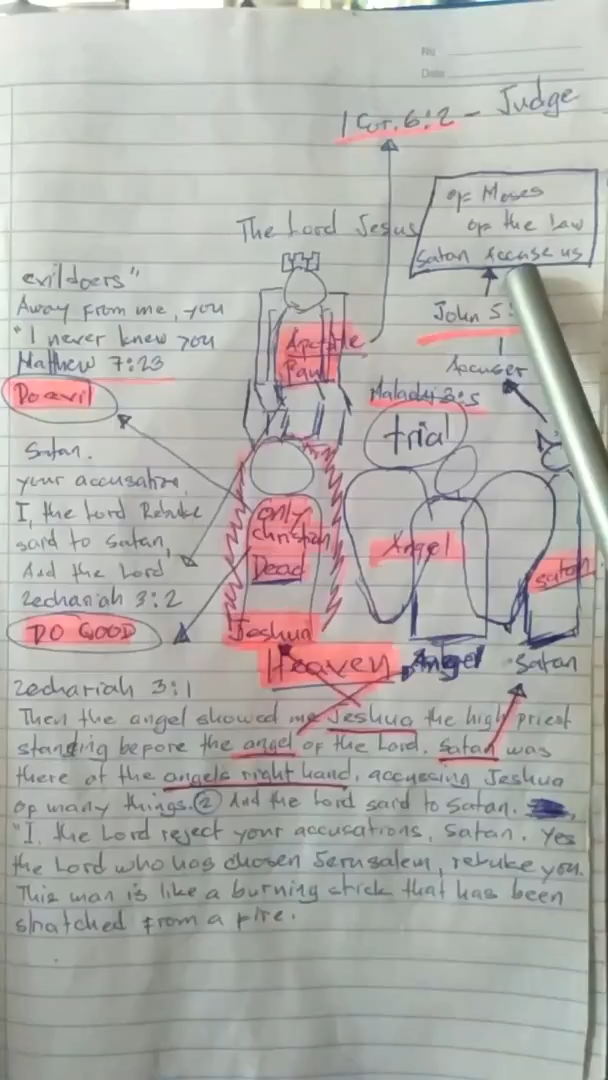 No
Date
1 Cor. 6:2 - Judge
of Moses
of the law
Satan Accuse us
The Lord Jesus
evildoers"
Away from me, you
"I never knew you
Matthew 7:23
Do evil
John 5:
Accuser
Apostle
Paul
Malachi 3:5
trial
Satan.
your accusation,
I, the Lord Rebuke
said to Satan,
And the Lord
Zechariah 3:2
DO GOOD
only
christian
Dead
Jeshua
Angel
satan
Heaven
Angel
Satan
Zechariah 3:1
Then the angel showed me Jeshua the high priest
standing before the angel of the Lord. Satan was
there at the angels right hand, accuesing Jeshua
of many things. ② And the Lord said to Satan.
"I, the Lord reject your accusations, Satan. Yes
the Lord who has chosen Jerusalem, rebuke you.
This man is like a burning stick that has been
snatched from a fire.